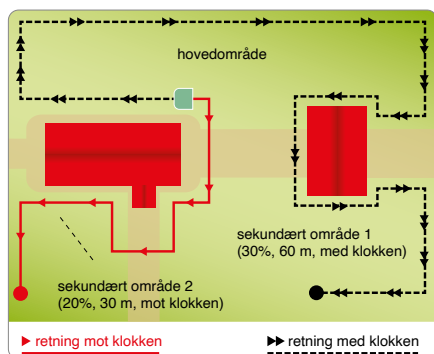 hovedområde
sekundært område 1
(30%, 60 m, med klokken)
sekundært område 2
(20%, 30 m, mot klokken)
retning mot klokken
retning med klokken